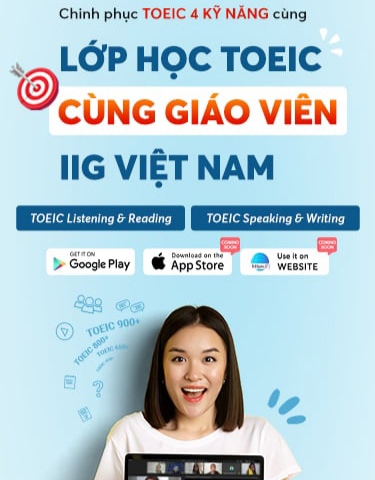 Chinh phục TOEIC 4 KỸ NĂNG cùng
LỚP HỌC TOEIC
CÙNG GIÁO VIÊN
IIG VIỆT NAM
TOEIC Listening & Reading
TOEIC Speaking & Writing
GET IT ON
Google Play
COMING SOON
Download on the
App Store
COMING SOON
Use it on
WEBSITE
TOEIC 900+
TOEIC 800+